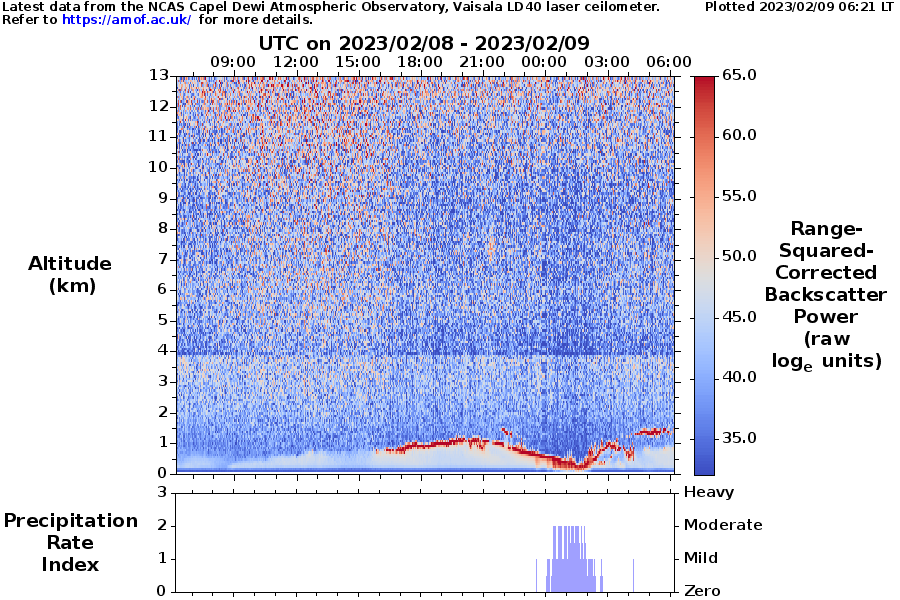 Latest data from the NCAS Capel Dewi Atmospheric Observatory, Vaisala LD40 laser ceilometer. Plotted 2023/02/09 06:21 LT
Refer to https://amof.ac.uk/ for more details.
UTC on 2023/02/08 - 2023/02/09
09:00 12:00 15:00 18:00 21:00 00:00 03:00 06:00
13
12
11
10
9
8
7
6
5
4
3
2
1
0
Altitude
(km)
65.0
60.0
55.0
50.0
45.0
40.0
35.0
Range-
Squared-
Corrected
Backscatter
Power
(raw
loge units)
Precipitation
Rate
Index
3
2
1
0
Heavy
Moderate
Mild
Zero